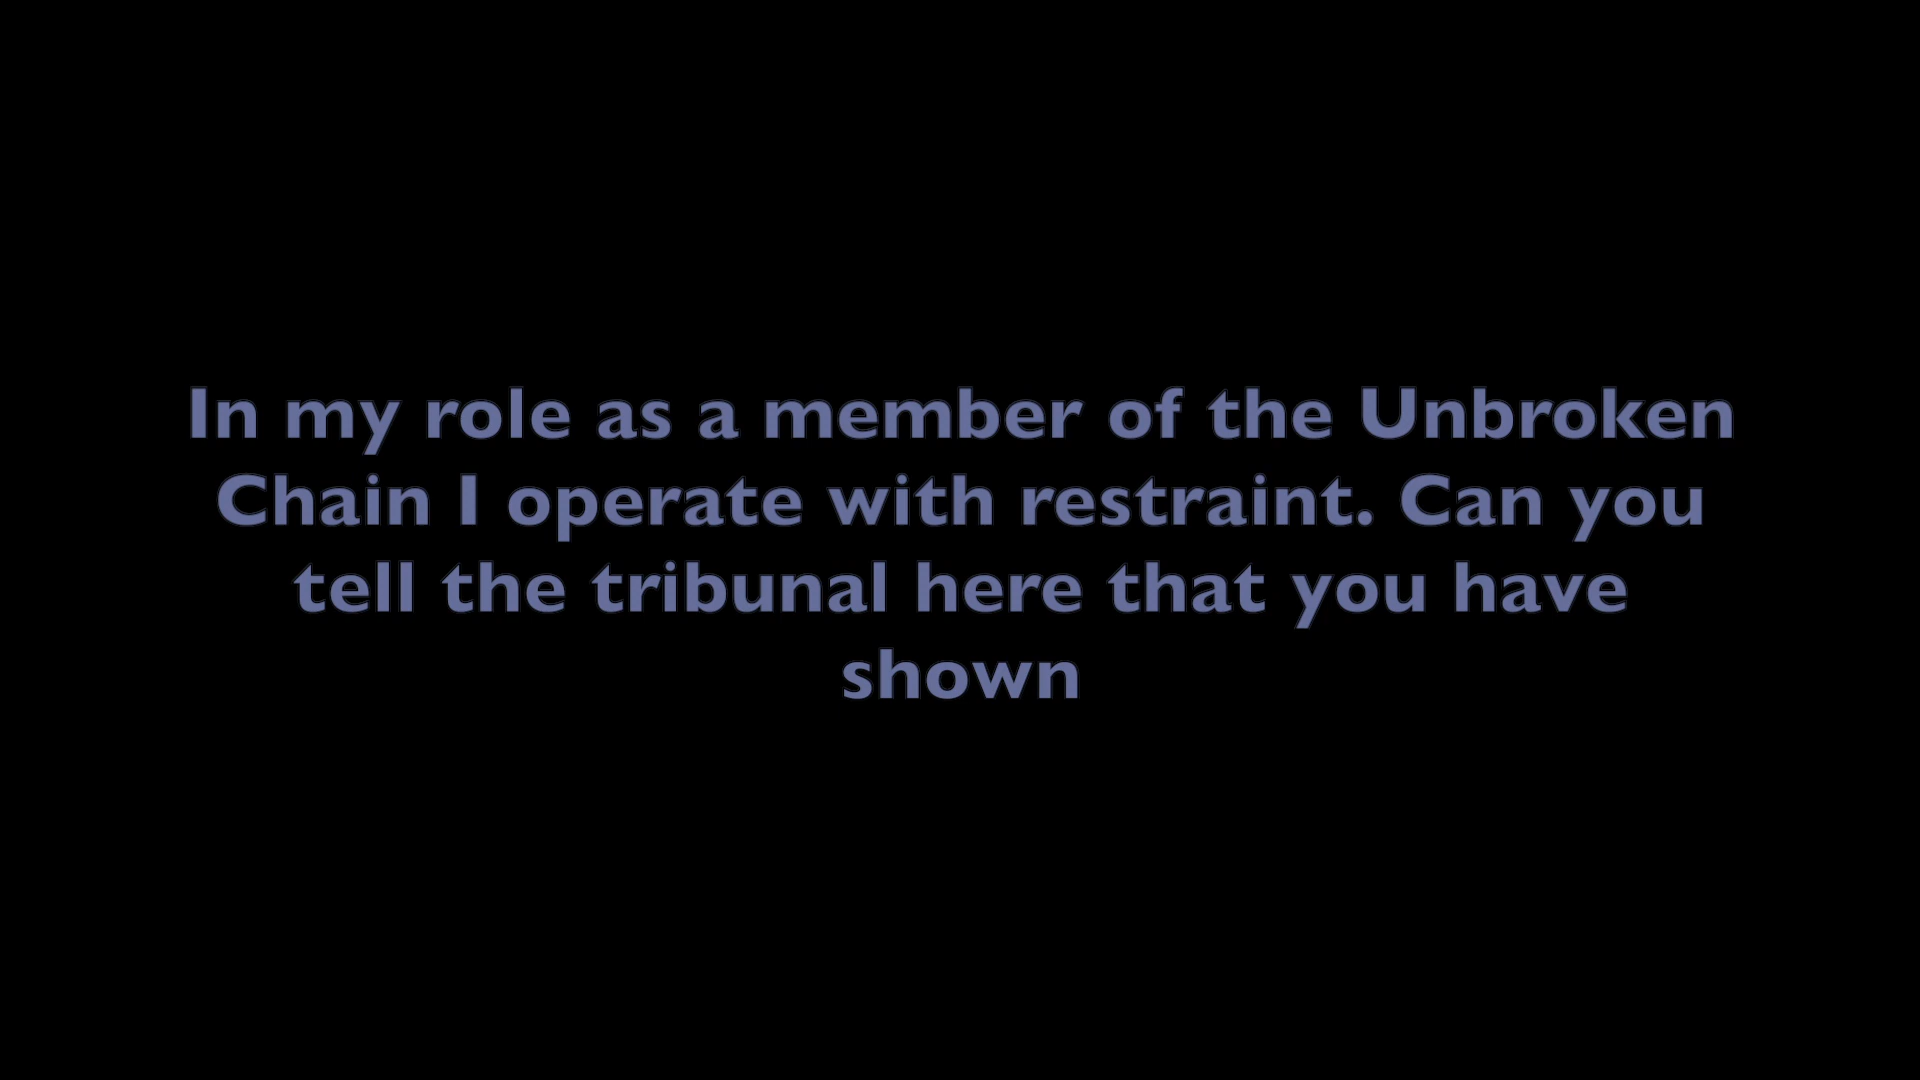 In my role as a member of the Unbroken
Chain I operate with restraint. Can you
tell the tribunal here that you have
shown